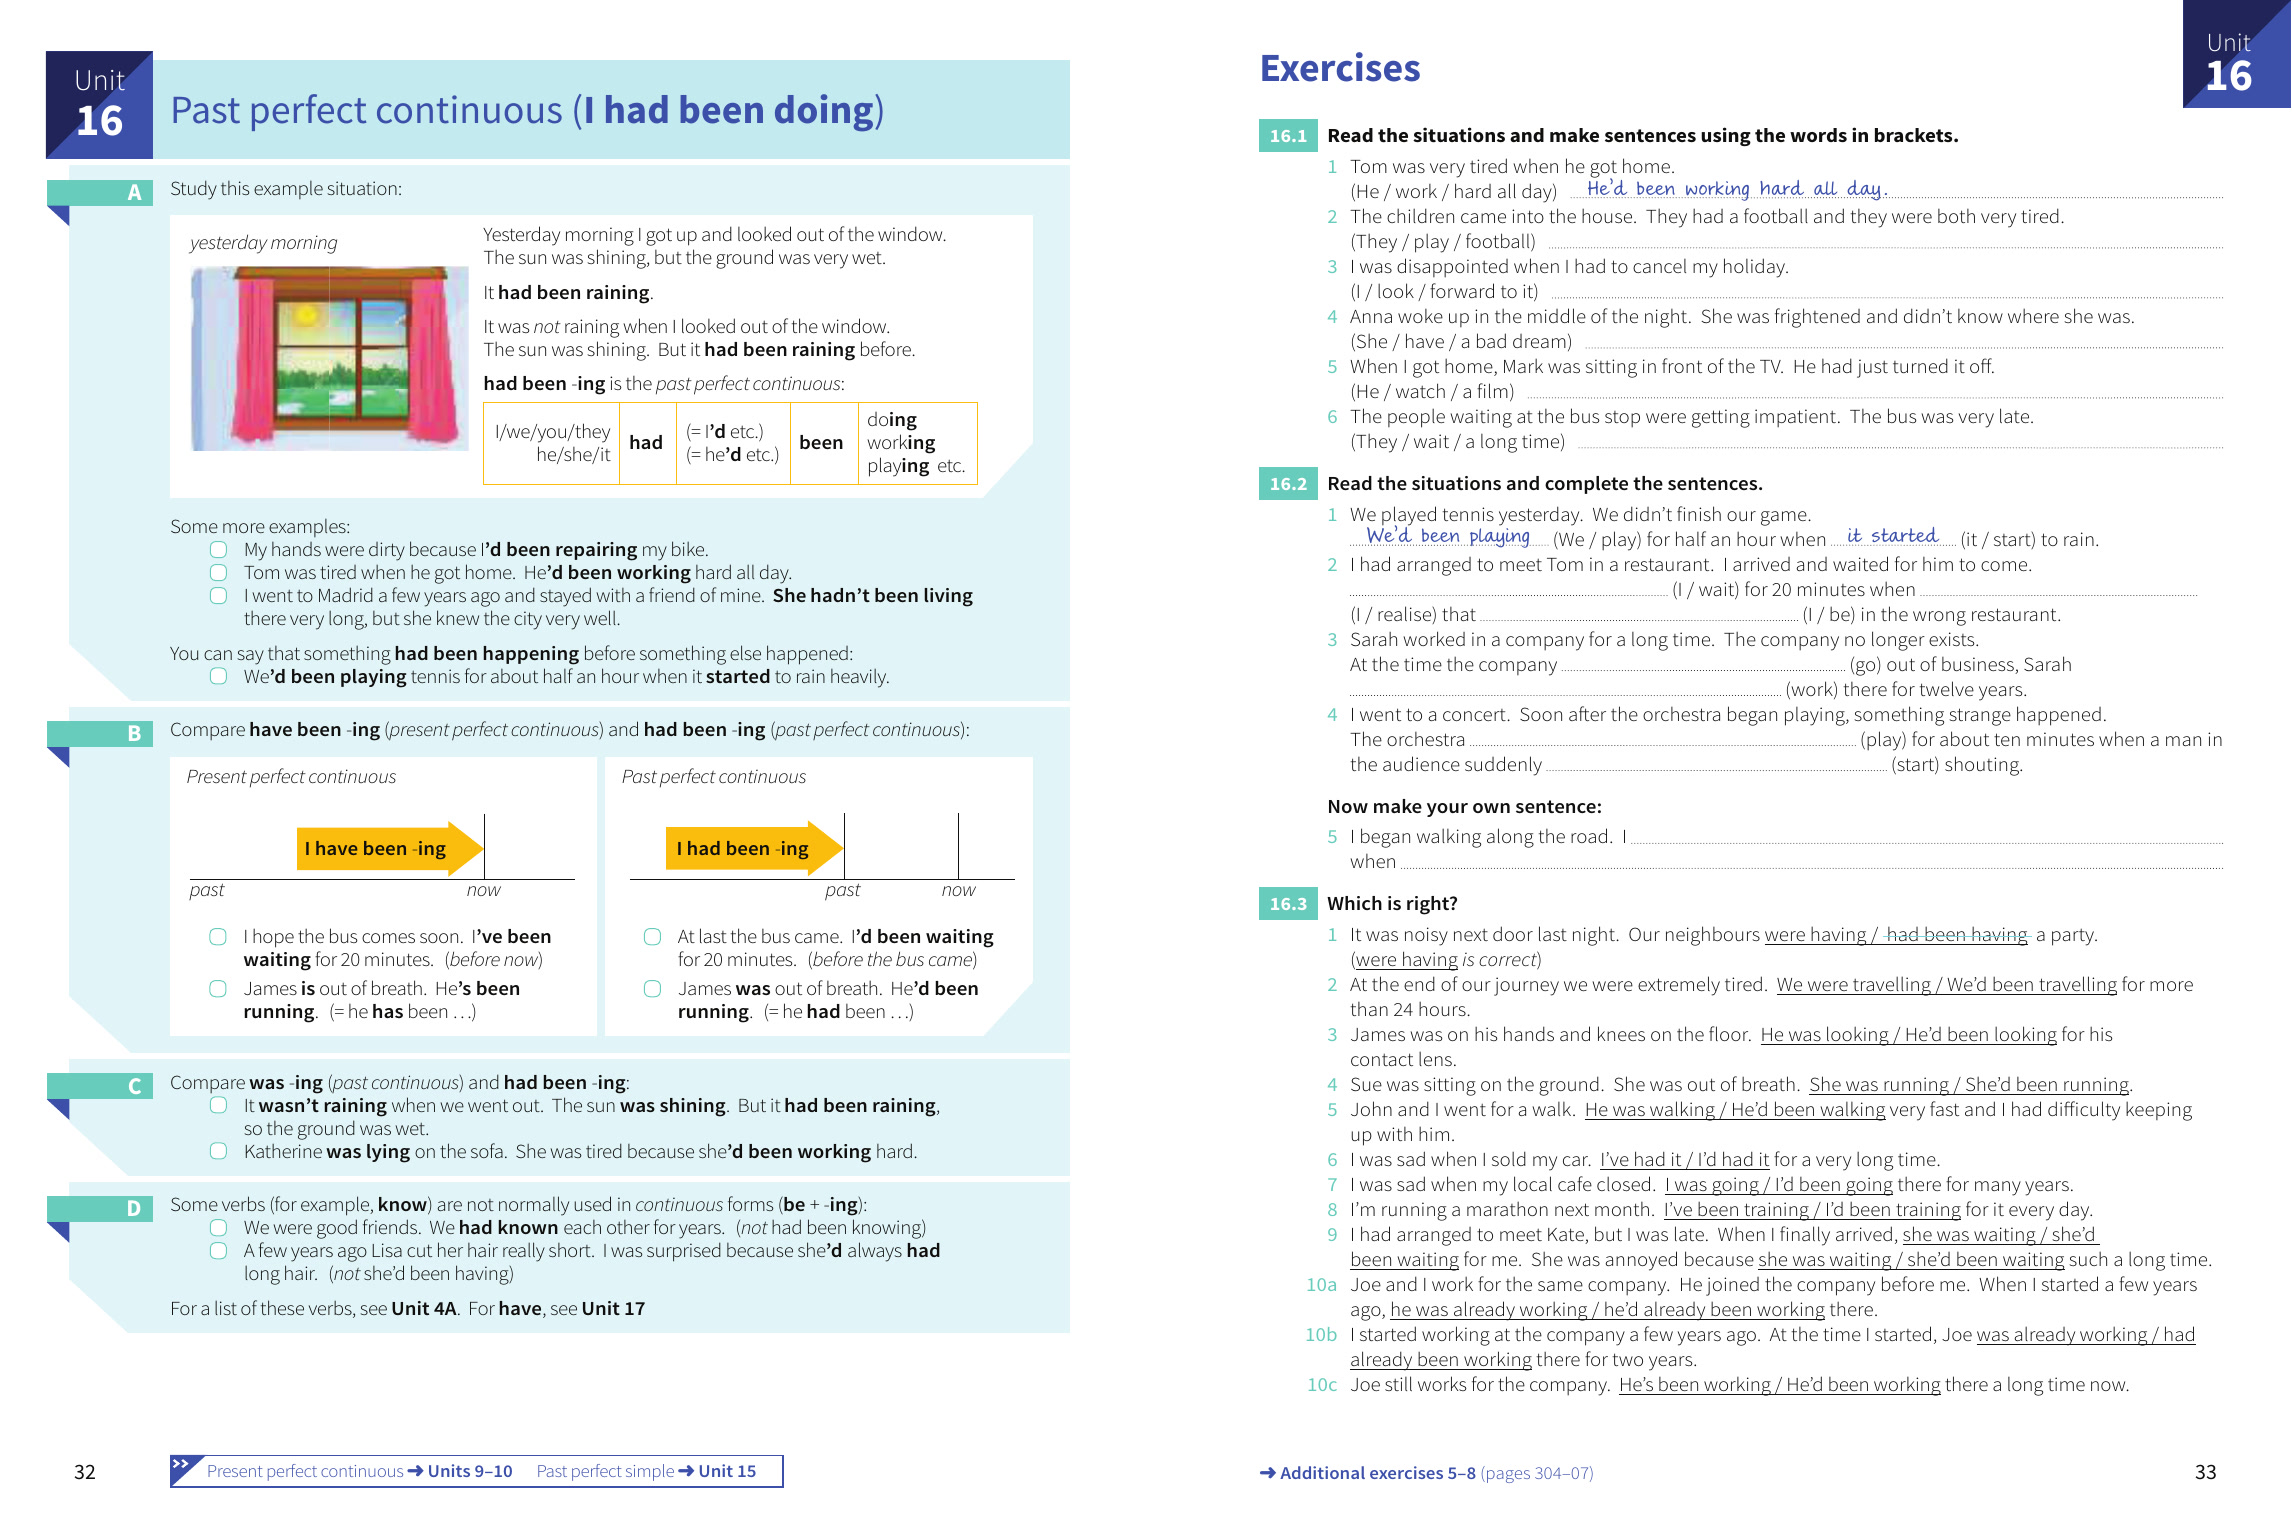 Unit
16
Past perfect continuous (I had been doing)
A
Study this example situation:
yesterday morning
Yesterday morning I got up and looked out of the window.
The sun was shining, but the ground was very wet.
It had been raining.
It was not raining when I looked out of the window.
The sun was shining. But it had been raining before.
had been -ing is the past perfect continuous:
I/we/you/they
he/she/it
had
(= I’d etc.)
(= he’d etc.)
been
doing
working
playing etc.
Some more examples:
My hands were dirty because I’d been repairing my bike.
Tom was tired when he got home. He’d been working hard all day.
I went to Madrid a few years ago and stayed with a friend of mine. She hadn’t been living
there very long, but she knew the city very well.
You can say that something had been happening before something else happened:
We’d been playing tennis for about half an hour when it started to rain heavily.
B
Compare have been -ing (present perfect continuous) and had been -ing (past perfect continuous):
Present perfect continuous
I have been -ing
past
now
I hope the bus comes soon. I’ve been
waiting for 20 minutes. (before now)
James is out of breath. He’s been
running. (= he has been …)
Past perfect continuous
I had been -ing
past
now
At last the bus came. I’d been waiting
for 20 minutes. (before the bus came)
James was out of breath. He’d been
running. (= he had been …)
C
Compare was -ing (past continuous) and had been -ing:
It wasn’t raining when we went out. The sun was shining. But it had been raining,
so the ground was wet.
Katherine was lying on the sofa. She was tired because she’d been working hard.
D
Some verbs (for example, know) are not normally used in continuous forms (be + -ing):
We were good friends. We had known each other for years. (not had been knowing)
A few years ago Lisa cut her hair really short. I was surprised because she’d always had
long hair. (not she’d been having)
For a list of these verbs, see Unit 4A. For have, see Unit 17
32
>> Present perfect continuous ➜ Units 9–10 Past perfect simple ➜ Unit 15
Unit
16
Exercises
16.1 Read the situations and make sentences using the words in brackets.
1 Tom was very tired when he got home.
(He / work / hard all day) He’d been working hard all day.
2 The children came into the house. They had a football and they were both very tired.
(They / play / football)
3 I was disappointed when I had to cancel my holiday.
(I / look / forward to it)
4 Anna woke up in the middle of the night. She was frightened and didn’t know where she was.
(She / have / a bad dream)
5 When I got home, Mark was sitting in front of the TV. He had just turned it off.
(He / watch / a film)
6 The people waiting at the bus stop were getting impatient. The bus was very late.
(They / wait / a long time)
16.2 Read the situations and complete the sentences.
1 We played tennis yesterday. We didn’t finish our game.
We’d been playing (We / play) for half an hour when it started (it / start) to rain.
2 I had arranged to meet Tom in a restaurant. I arrived and waited for him to come.
(I / wait) for 20 minutes when
(I / realise) that (I / be) in the wrong restaurant.
3 Sarah worked in a company for a long time. The company no longer exists.
At the time the company (go) out of business, Sarah
(work) there for twelve years.
4 I went to a concert. Soon after the orchestra began playing, something strange happened.
The orchestra (play) for about ten minutes when a man in
the audience suddenly (start) shouting.
Now make your own sentence:
5 I began walking along the road. I
when
16.3 Which is right?
1 It was noisy next door last night. Our neighbours were having / had been having a party.
(were having is correct)
2 At the end of our journey we were extremely tired. We were travelling / We’d been travelling for more
than 24 hours.
3 James was on his hands and knees on the floor. He was looking / He’d been looking for his
contact lens.
4 Sue was sitting on the ground. She was out of breath. She was running / She’d been running.
5 John and I went for a walk. He was walking / He’d been walking very fast and I had difficulty keeping
up with him.
6 I was sad when I sold my car. I’ve had it / I’d had it for a very long time.
7 I was sad when my local cafe closed. I was going / I’d been going there for many years.
8 I’m running a marathon next month. I’ve been training / I’d been training for it every day.
9 I had arranged to meet Kate, but I was late. When I finally arrived, she was waiting / she’d
been waiting for me. She was annoyed because she was waiting / she’d been waiting such a long time.
10a Joe and I work for the same company. He joined the company before me. When I started a few years
ago, he was already working / he’d already been working there.
10b I started working at the company a few years ago. At the time I started, Joe was already working / had
already been working there for two years.
10c Joe still works for the company. He’s been working / He’d been working there a long time now.
➜ Additional exercises 5–8 (pages 304–07)
33